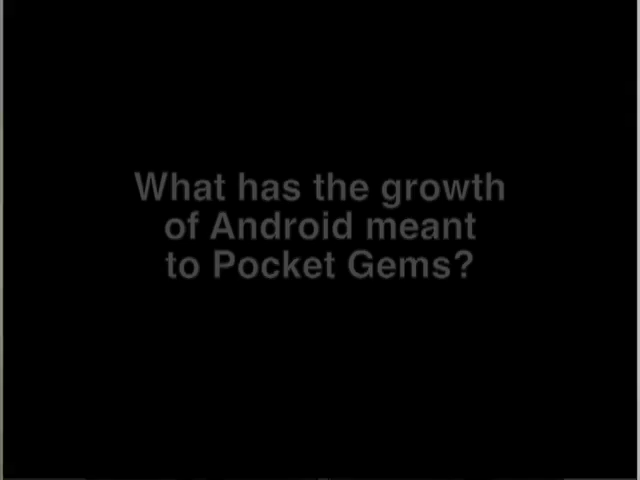 What has the growth
of Android meant
to Pocket Gems?